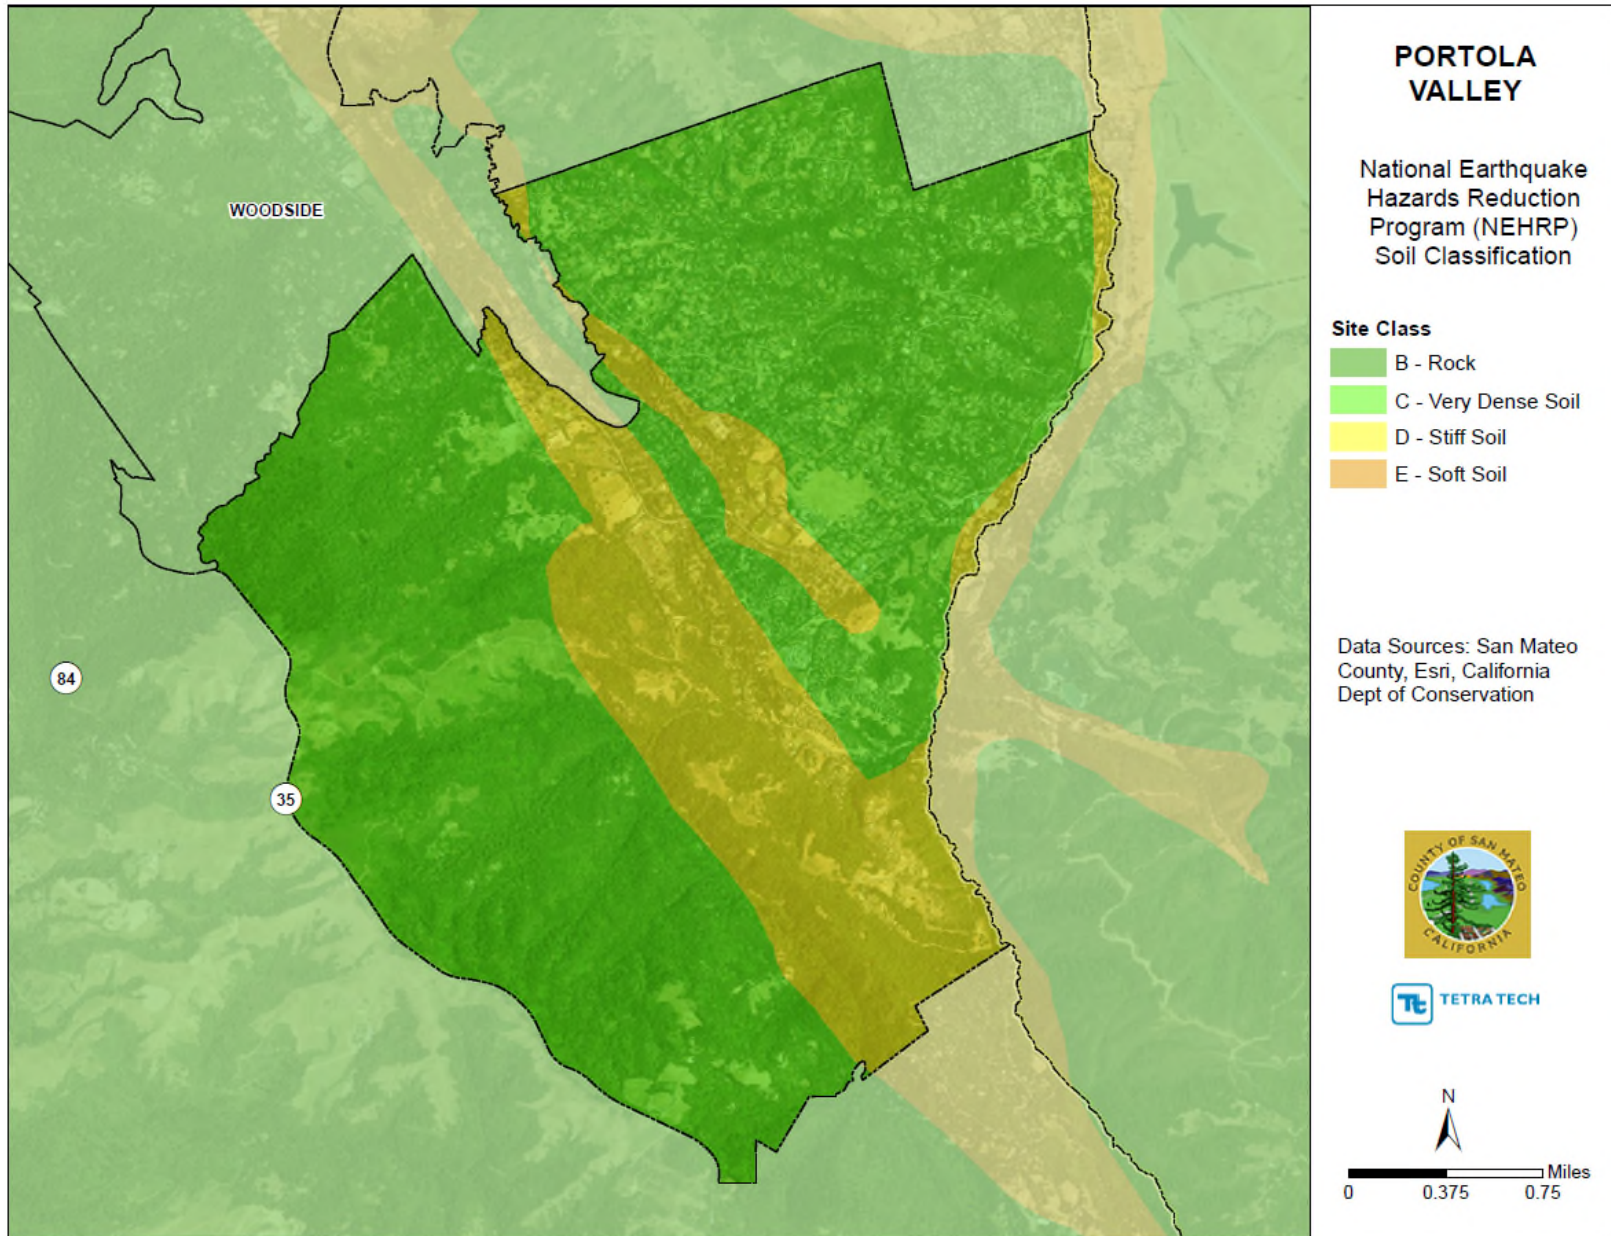 PORTOLA
VALLEY
National Earthquake
Hazards Reduction
Program (NEHRP)
Soil Classification
Site Class
B - Rock
C - Very Dense Soil
D - Stiff Soil
E - Soft Soil
Data Sources: San Mateo
County, Esri, California
Dept of Conservation
WOODSIDE
84
35
COUNTY OF SAN MATEO
CALIFORNIA
Tt TETRA TECH
N
Miles
0 0.375 0.75